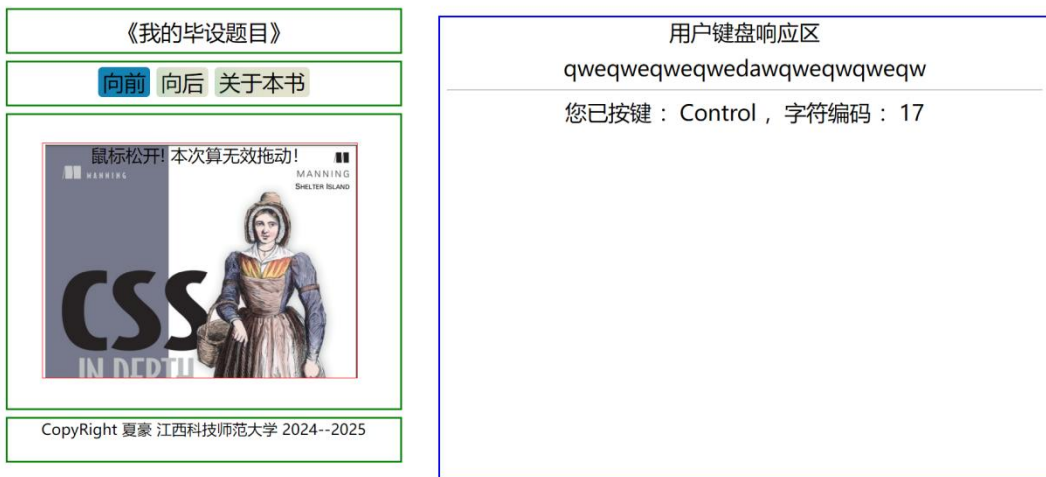 《我的毕设题目》
向前 向后 关于本书
鼠标松开! 本次算无效拖动!
MANNING
MANNING
SHELTER ISLAND
CSS
IN DEPTH
CopyRight 夏豪 江西科技师范大学 2024--2025
用户键盘响应区
qweqweqweqwedawqweqwqweqw
您已按键 : Control , 字符编码 : 17